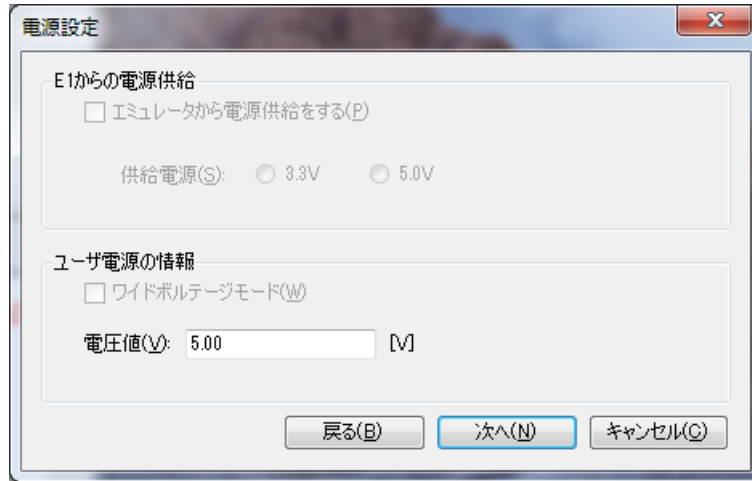 電源設定
E1からの電源供給
エミュレータから電源供給をする(P)
供給電源(S): 3.3V 5.0V
ユーザ電源の情報
ワイドボルテージモード(W)
電圧値(V): 5.00 [V]
戻る(B) 次へ(N) キャンセル(C)